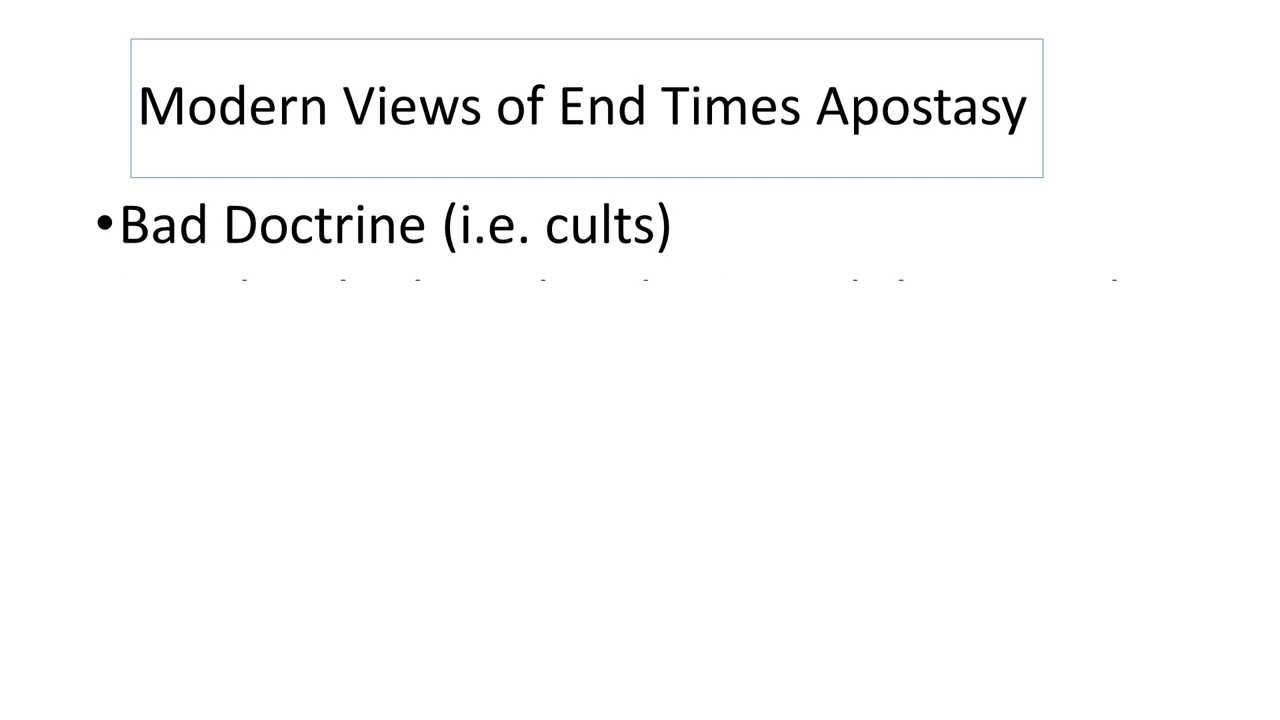 Modern Views of End Times Apostasy
•Bad Doctrine (i.e. cults)